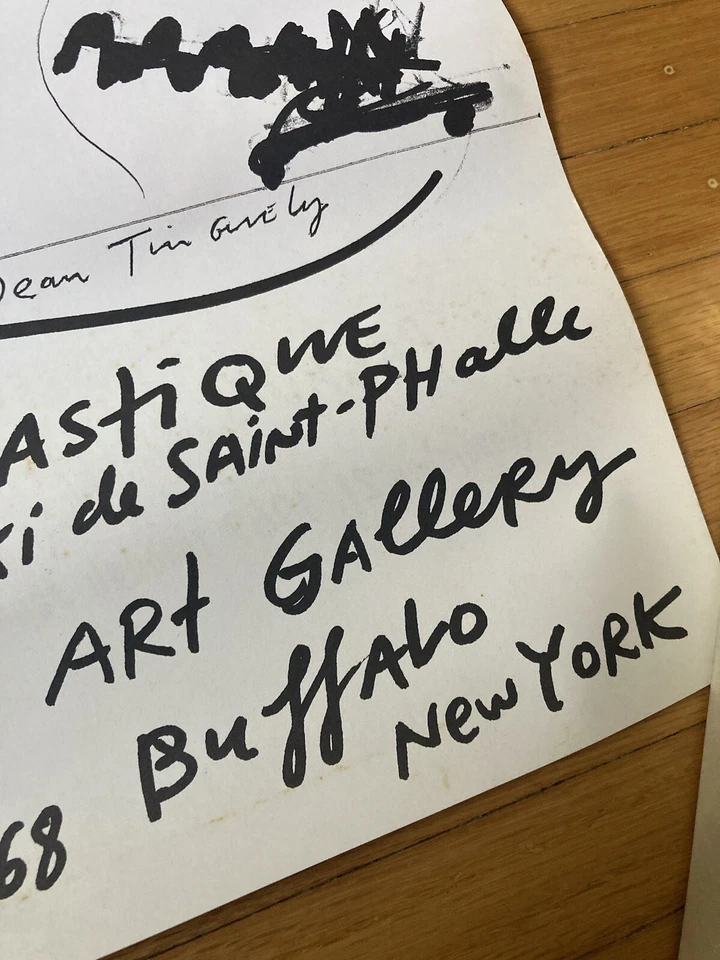 Jean Tinguely
ASTIQUE
ki de SAINT-PHalle
ARt GAlleRy
BuffAlo
New YORK
68